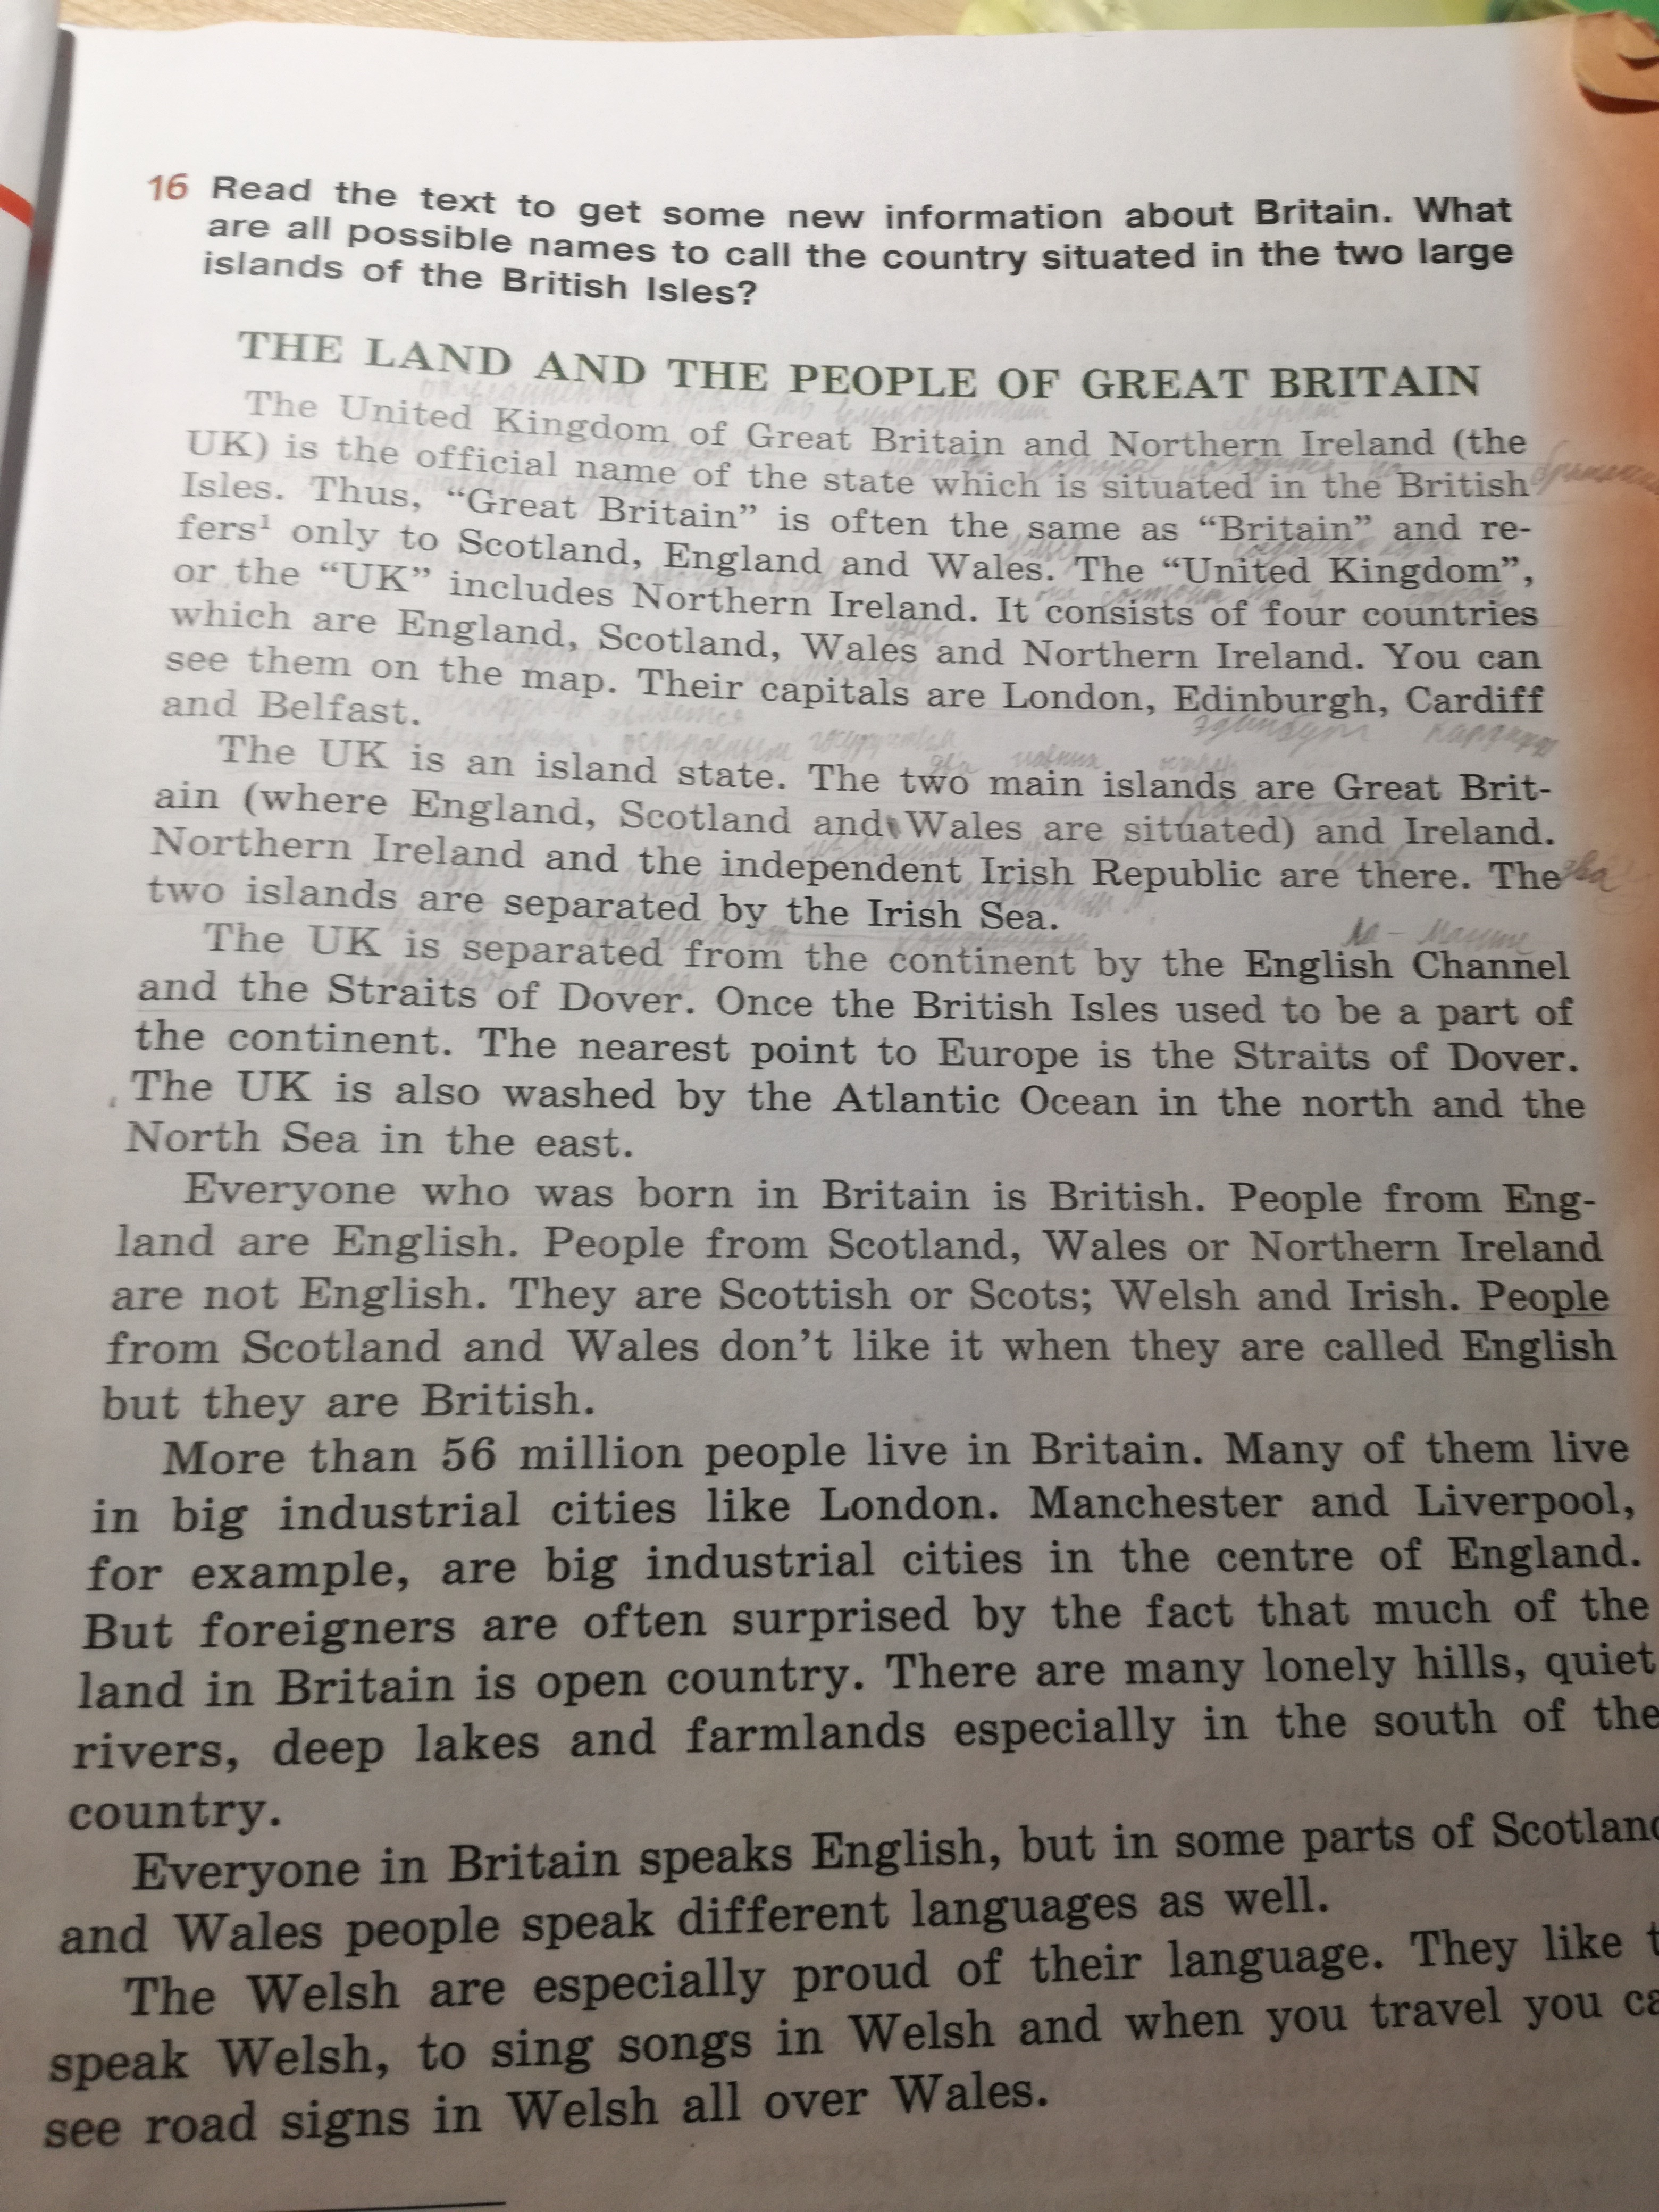 16 Read the text to get some new information about Britain. What
are all possible names to call the country situated in the two large
islands of the British Isles?
THE LAND AND THE PEOPLE OF GREAT BRITAIN
The United Kingdom of Great Britain and Northern Ireland (the
UK) is the official name of the state which is situated in the British
Isles. Thus, “Great Britain” is often the same as “Britain” and re-
fers¹ only to Scotland, England and Wales. The “United Kingdom”,
or the “UK” includes Northern Ireland. It consists of four countries
which are England, Scotland, Wales and Northern Ireland. You can
see them on the map. Their capitals are London, Edinburgh, Cardiff
and Belfast.
Эдинбург
The UK is an island state. The two main islands are Great Brit-
ain (where England, Scotland and Wales are situated) and Ireland.
Northern Ireland and the independent Irish Republic are there. The два
two islands are separated by the Irish Sea.
Ла-Манше
The UK is separated from the continent by the English Channel
and the Straits of Dover. Once the British Isles used to be a part of
the continent. The nearest point to Europe is the Straits of Dover.
The UK is also washed by the Atlantic Ocean in the north and the
North Sea in the east.
Everyone who was born in Britain is British. People from Eng-
land are English. People from Scotland, Wales or Northern Ireland
are not English. They are Scottish or Scots; Welsh and Irish. People
from Scotland and Wales don’t like it when they are called English
but they are British.
More than 56 million people live in Britain. Many of them live
in big industrial cities like London. Manchester and Liverpool,
for example, are big industrial cities in the centre of England.
But foreigners are often surprised by the fact that much of the
land in Britain is open country. There are many lonely hills, quiet
rivers, deep lakes and farmlands especially in the south of the
country.
Everyone in Britain speaks English, but in some parts of Scotland
and Wales people speak different languages as well.
The Welsh are especially proud of their language. They like t
speak Welsh, to sing songs in Welsh and when you travel you ca
see road signs in Welsh all over Wales.